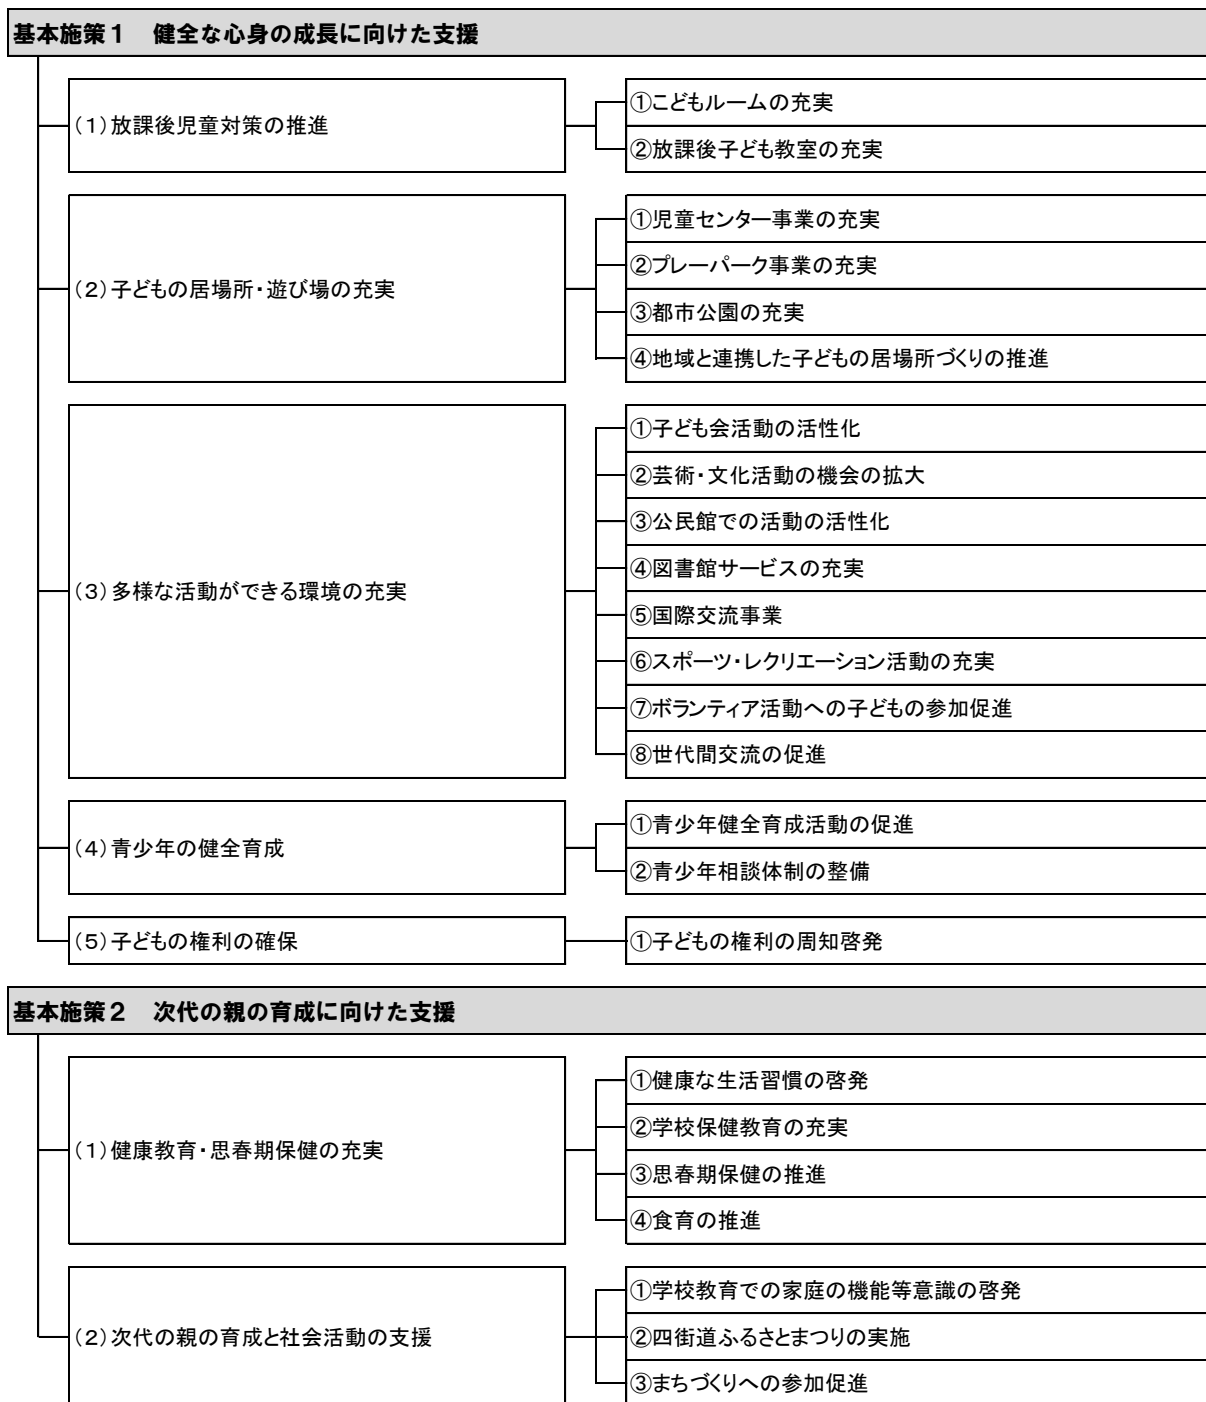 基本施策1　健全な心身の成長に向けた支援
(1)放課後児童対策の推進
①こどもルームの充実
②放課後子ども教室の充実
(2)子どもの居場所・遊び場の充実
①児童センター事業の充実
②プレーパーク事業の充実
③都市公園の充実
④地域と連携した子どもの居場所づくりの推進
(3)多様な活動ができる環境の充実
①子ども会活動の活性化
②芸術・文化活動の機会の拡大
③公民館での活動の活性化
④図書館サービスの充実
⑤国際交流事業
⑥スポーツ・レクリエーション活動の充実
⑦ボランティア活動への子どもの参加促進
⑧世代間交流の促進
(4)青少年の健全育成
①青少年健全育成活動の促進
②青少年相談体制の整備
(5)子どもの権利の確保
①子どもの権利の周知啓発
基本施策2　次代の親の育成に向けた支援
(1)健康教育・思春期保健の充実
①健康な生活習慣の啓発
②学校保健教育の充実
③思春期保健の推進
④食育の推進
(2)次代の親の育成と社会活動の支援
①学校教育での家庭の機能等意識の啓発
②四街道ふるさとまつりの実施
③まちづくりへの参加促進